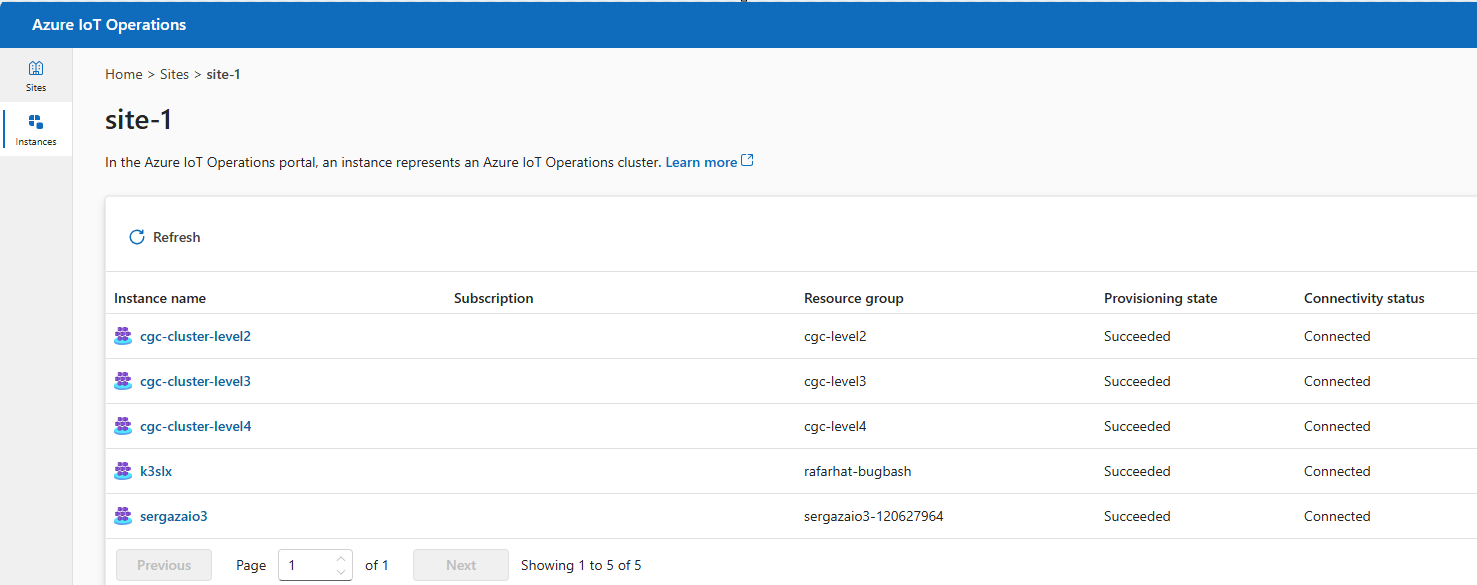 Azure IoT Operations
Sites
Instances
Home > Sites > site-1
site-1
In the Azure IoT Operations portal, an instance represents an Azure IoT Operations cluster. Learn more
Refresh
Instance name Subscription Resource group Provisioning state Connectivity status
cgc-cluster-level2 cgc-level2 Succeeded Connected
cgc-cluster-level3 cgc-level3 Succeeded Connected
cgc-cluster-level4 cgc-level4 Succeeded Connected
k3slx rafarhat-bugbash Succeeded Connected
sergazaio3 sergazaio3-120627964 Succeeded Connected
Previous Page 1 of 1 Next Showing 1 to 5 of 5